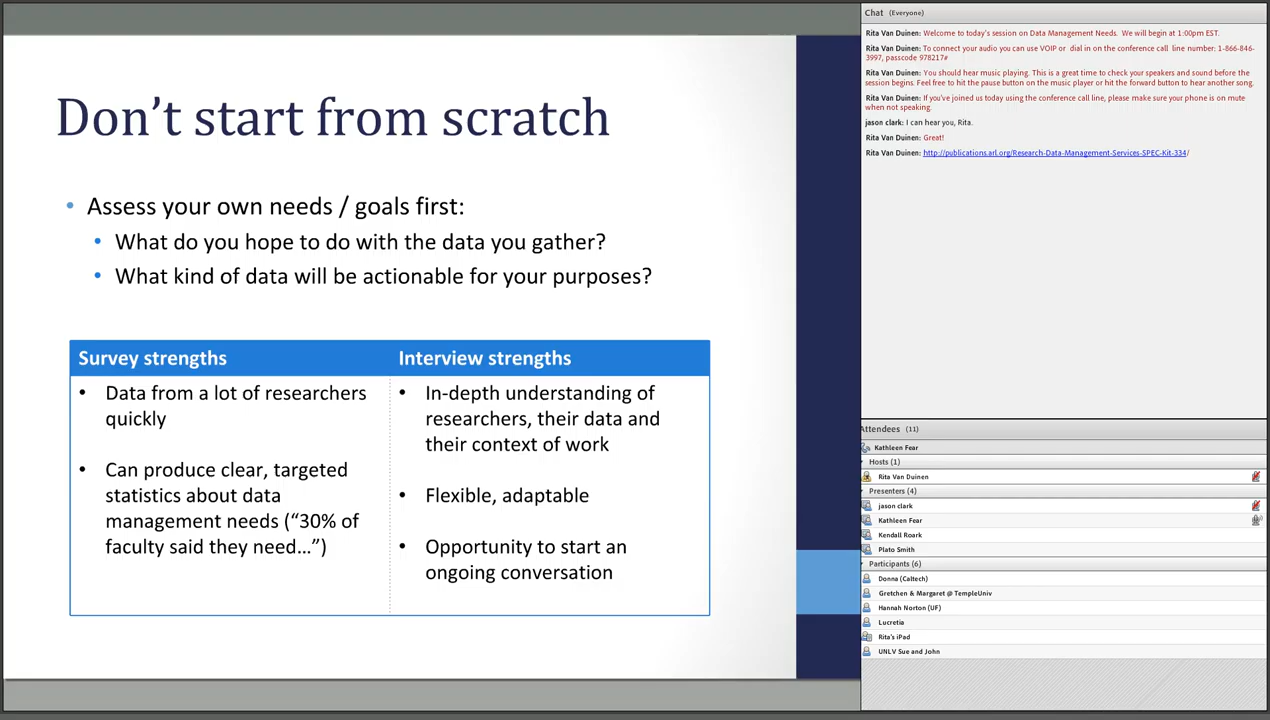 Don't start from scratch
• Assess your own needs / goals first:
• What do you hope to do with the data you gather?
• What kind of data will be actionable for your purposes?
Survey strengths
• Data from a lot of researchers
quickly
• Can produce clear, targeted
statistics about data
management needs (“30% of
faculty said they need…”)
Interview strengths
• In-depth understanding of
researchers, their data and
their context of work
• Flexible, adaptable
• Opportunity to start an
ongoing conversation
Chat (Everyone)
Rita Van Duinen: Welcome to today's session on Data Management Needs. We will begin at 1:00pm EST.
Rita Van Duinen: To connect your audio you can use VOIP or dial in on the conference call line number: 1-866-846-
3997, passcode 978217#
Rita Van Duinen: You should hear music playing. This is a great time to check your speakers and sound before the
session begins. Feel free to hit the pause button on the music player or hit the forward button to hear another song.
Rita Van Duinen: If you've joined us today using the conference call line, please make sure your phone is on mute
when not speaking.
jason clark: I can hear you, Rita.
Rita Van Duinen: Great!
Rita Van Duinen: http://publications.arl.org/Research-Data-Management-Services-SPEC-Kit-334/
Attendees (11)
Kathleen Fear
Hosts (1)
Rita Van Duinen
Presenters (4)
jason clark
Kathleen Fear
Kendall Roark
Plato Smith
Participants (6)
Donna (Caltech)
Gretchen & Margaret @ TempleUniv
Hannah Norton (UF)
Lucretia
Rita's iPad
UNLV Sue and John